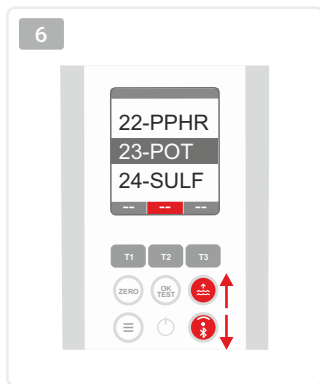 6
22-PPHR
23-POT
24-SULF
-- -- --
T1 T2 T3
ZERO OK TEST